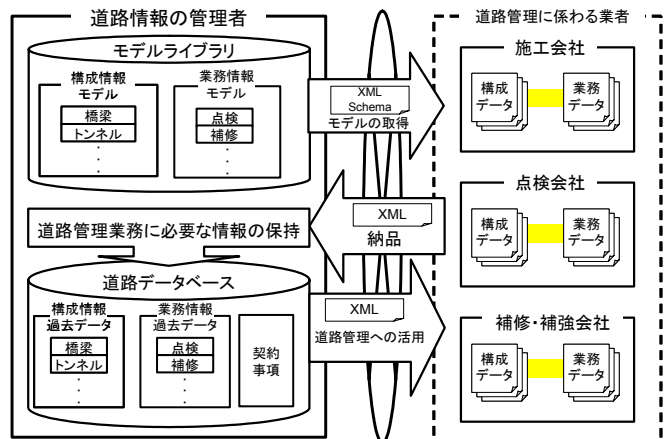 道路情報の管理者
モデルライブラリ
構成情報
モデル
橋梁
トンネル
・
・
・
業務情報
モデル
点検
補修
・
・
・
道路管理業務に必要な情報の保持
道路データベース
構成情報
過去データ
橋梁
トンネル
・
・
・
業務情報
過去データ
点検
補修
・
・
・
契約
事項
XML
Schema
モデルの取得
XML
納品
XML
道路管理への活用
道路管理に係わる業者
施工会社
構成
データ
業務
データ
点検会社
構成
データ
業務
データ
補修・補強会社
構成
データ
業務
データ